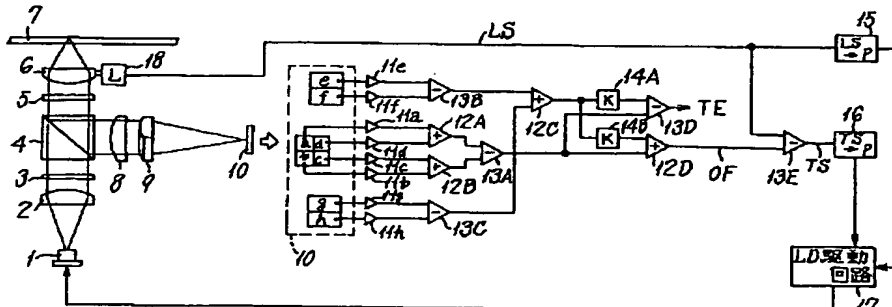 7
6
5
4
3
2
1
L
18
8
9
10
LS
e
f
11e
11f
13B
11a
a
d
b
c
11d
11c
11b
12A
12B
13A
g
h
11g
11h
13C
10
12C
K
14A
K
14B
13D
TE
12D
OF
13E
TS
15
LS→P
16
TS→P
LD駆動
回路
17